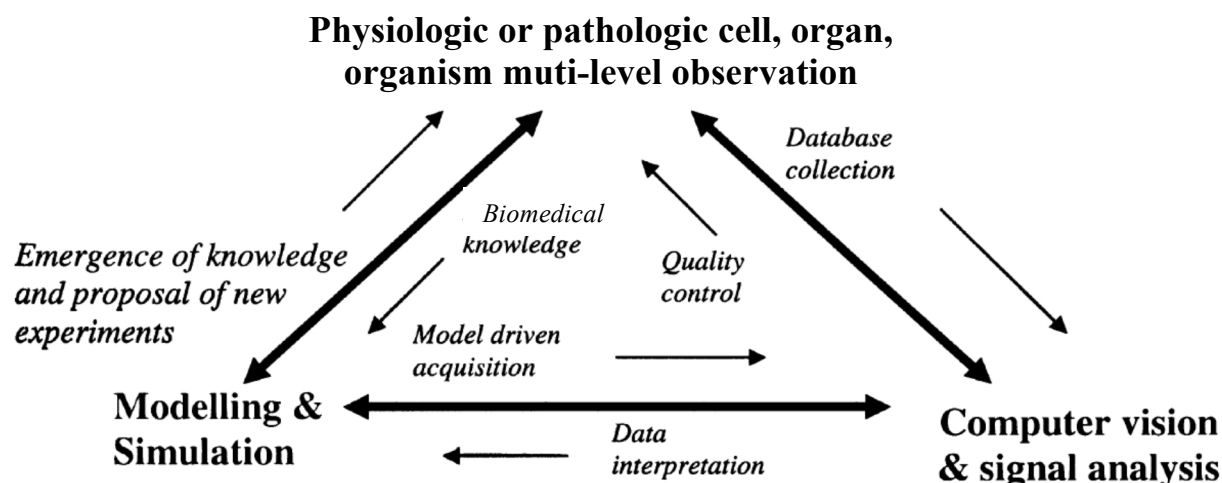 Physiologic or pathologic cell, organ,
organism muti-level observation
Database
collection
Biomedical
knowledge
Emergence of knowledge
and proposal of new
experiments
Quality
control
Model driven
acquisition
Modelling &
Simulation
Data
interpretation
Computer vision
& signal analysis